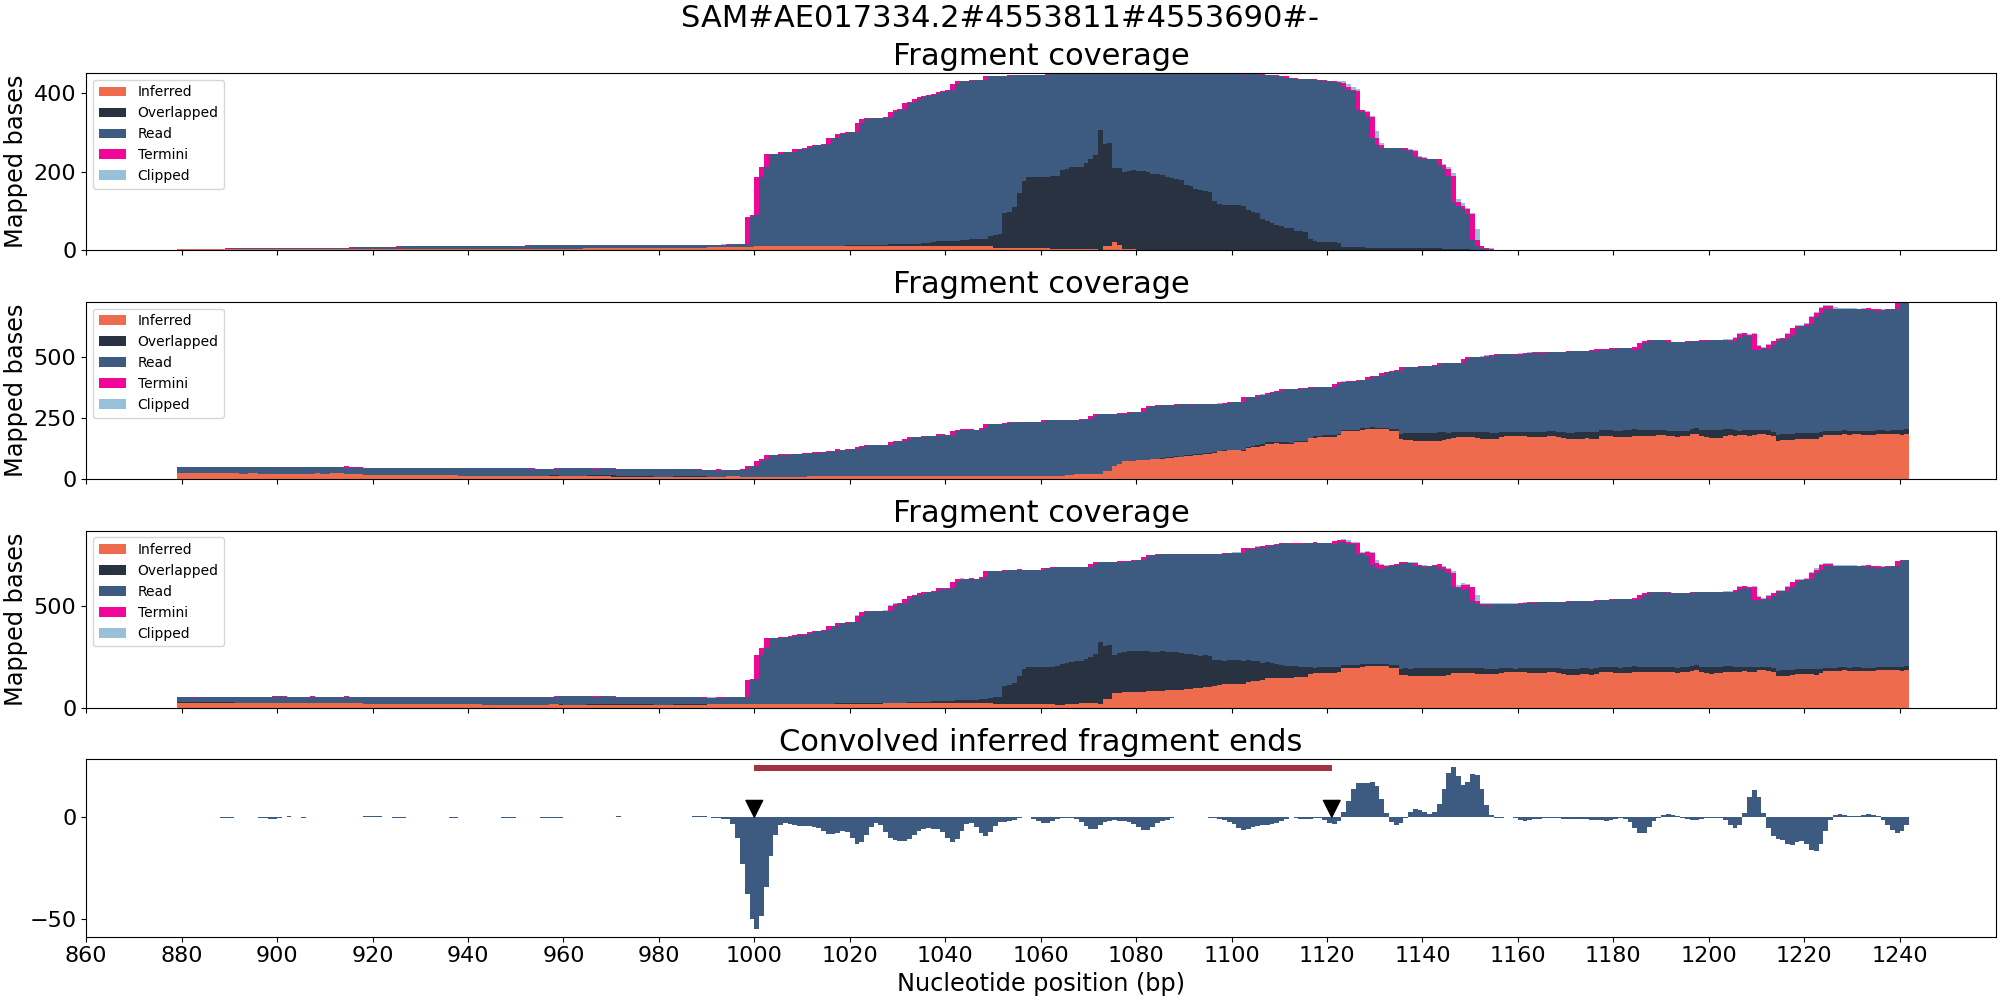 SAM#AE017334.2#4553811#4553690#-
Fragment coverage
Mapped bases
400
200
0
Inferred
Overlapped
Read
Termini
Clipped
Fragment coverage
Mapped bases
500
250
0
Inferred
Overlapped
Read
Termini
Clipped
Fragment coverage
Mapped bases
500
0
Inferred
Overlapped
Read
Termini
Clipped
Convolved inferred fragment ends
0
−50
860 880 900 920 940 960 980 1000 1020 1040 1060 1080 1100 1120 1140 1160 1180 1200 1220 1240
Nucleotide position (bp)